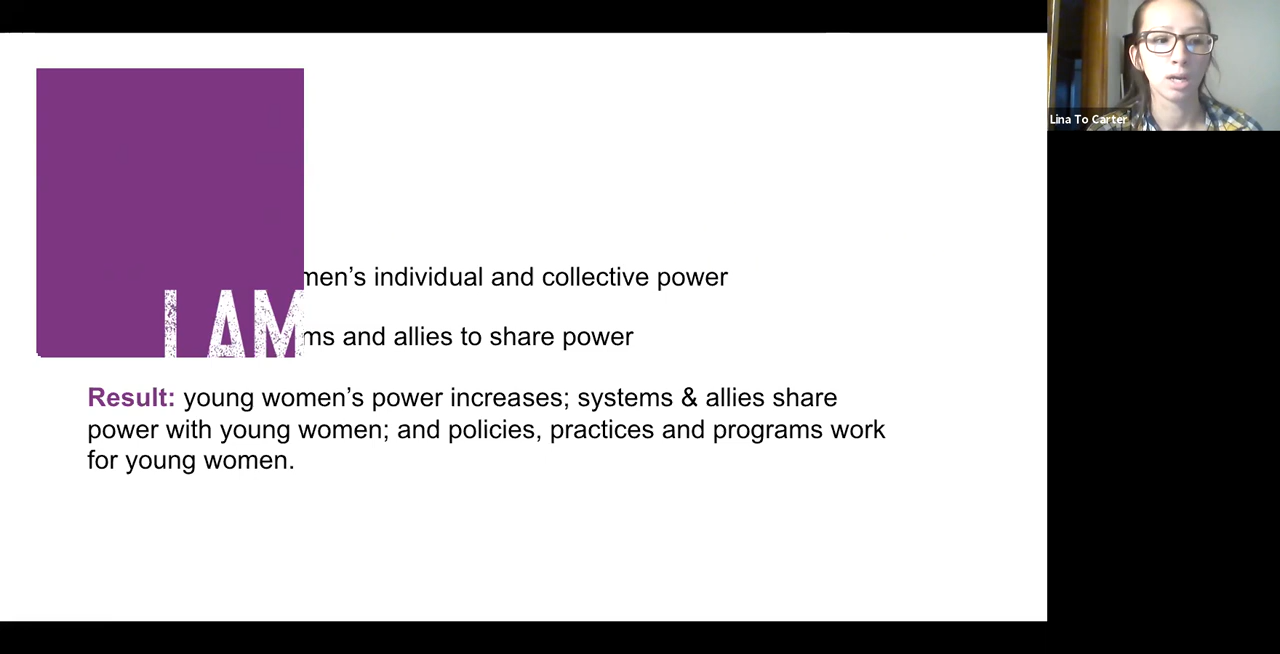 Lina To Carter
men's individual and collective power
I AM
ms and allies to share power
Result: young women’s power increases; systems & allies share
power with young women; and policies, practices and programs work
for young women.